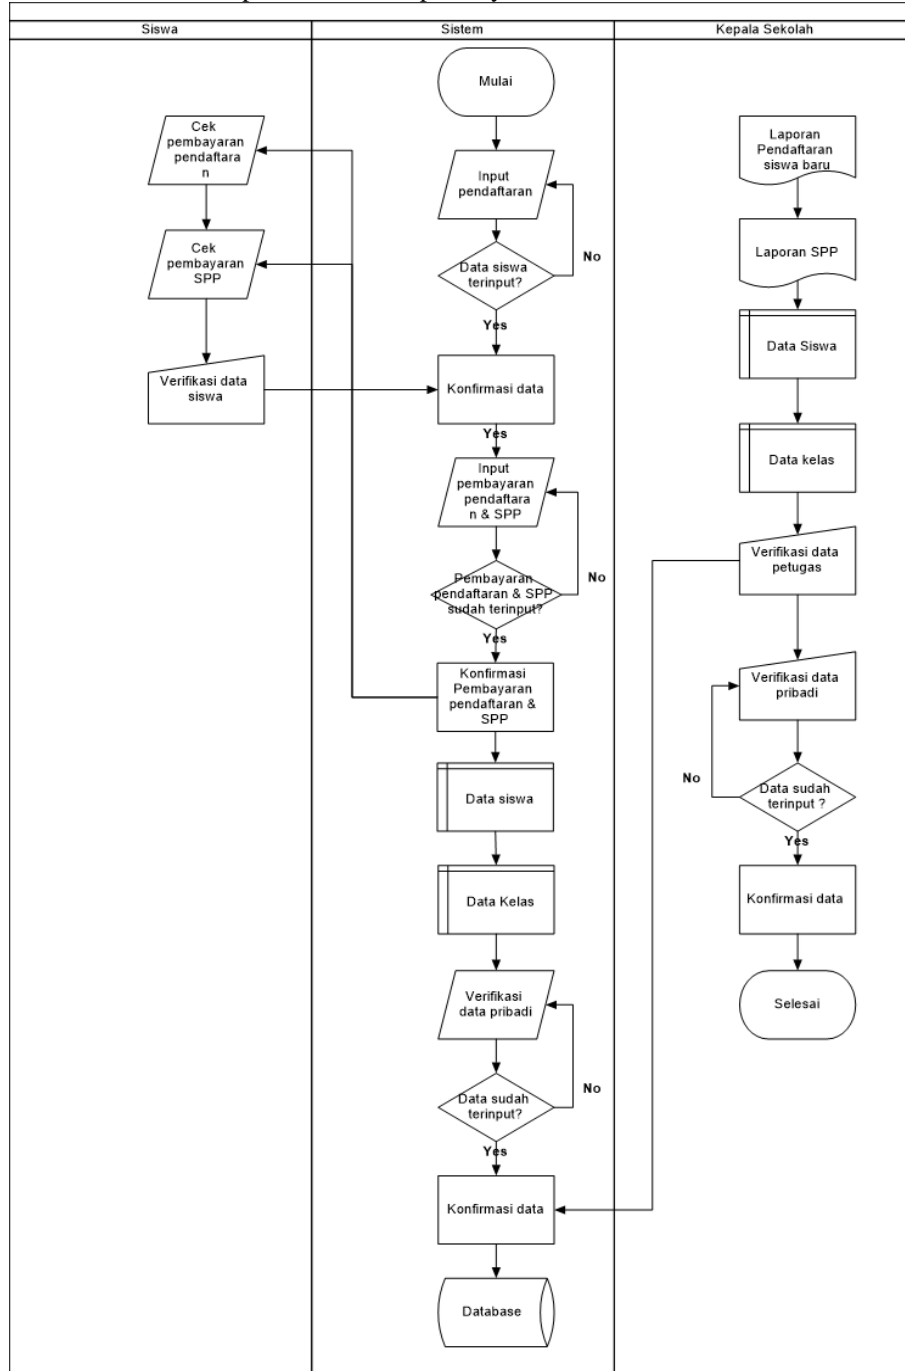 Siswa
Sistem
Kepala Sekolah
Mulai
Cek
pembayaran
pendaftara
n
Input
pendaftaran
Laporan
Pendaftaran
siswa baru
No
Cek
pembayaran
SPP
Data siswa
terinput?
Laporan SPP
Yes
Data Siswa
Verifikasi data
siswa
Konfirmasi data
Yes
Data kelas
Input
pembayaran
pendaftara
n & SPP
Verifikasi data
petugas
No
Pembayaran
pendaftaran & SPP
sudah terinput?
Yes
Konfirmasi
Pembayaran
pendaftaran &
SPP
Verifikasi data
pribadi
No
Data siswa
Data sudah
terinput ?
Yes
Data Kelas
Konfirmasi data
Verifikasi
data pribadi
Selesai
No
Data sudah
terinput?
Yes
Konfirmasi data
Database